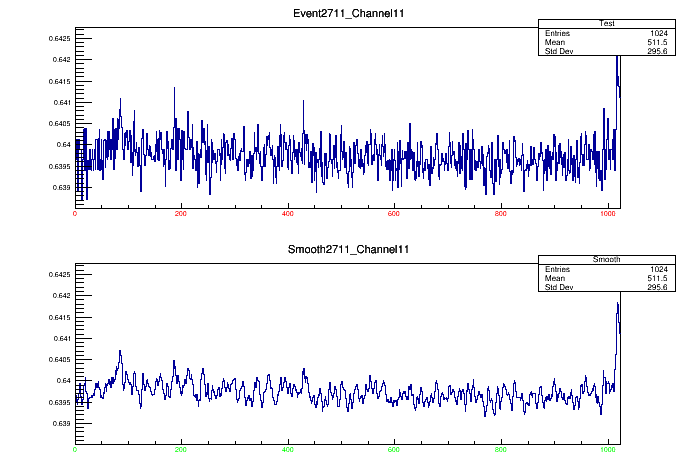 Event2711_Channel11
Test
Entries 1024
Mean 511.5
Std Dev 295.6
0.6425
0.642
0.6415
0.641
0.6405
0.64
0.6395
0.639
0 200 400 600 800 1000
Smooth2711_Channel11
Smooth
Entries 1024
Mean 511.5
Std Dev 295.6
0.6425
0.642
0.6415
0.641
0.6405
0.64
0.6395
0.639
0 200 400 600 800 1000